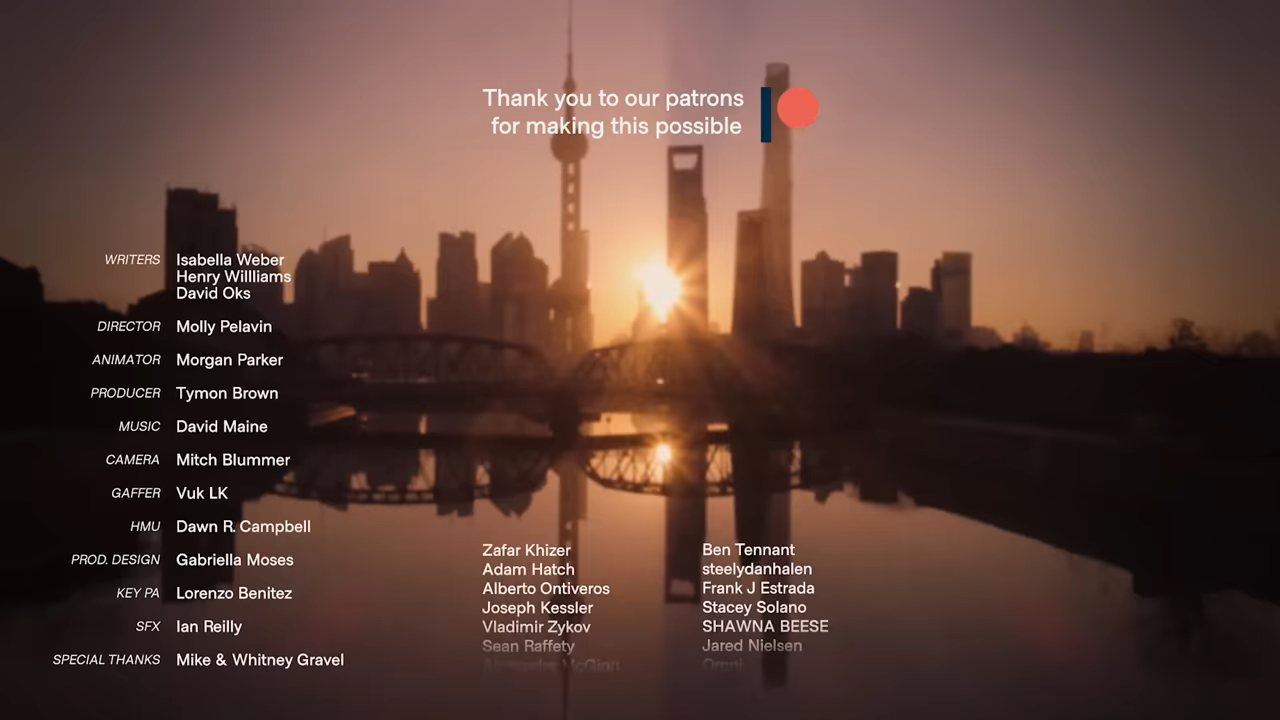 Thank you to our patrons
for making this possible
WRITERS Isabella Weber
Henry Willliams
David Oks
DIRECTOR Molly Pelavin
ANIMATOR Morgan Parker
PRODUCER Tymon Brown
MUSIC David Maine
CAMERA Mitch Blummer
GAFFER Vuk LK
HMU Dawn R. Campbell
PROD. DESIGN Gabriella Moses
KEY PA Lorenzo Benitez
SFX Ian Reilly
SPECIAL THANKS Mike & Whitney Gravel
Zafar Khizer
Adam Hatch
Alberto Ontiveros
Joseph Kessler
Vladimir Zykov
Sean Raffety
McGinn
Ben Tennant
steelydanhalen
Frank J Estrada
Stacey Solano
SHAWNA BEESE
Jared Nielsen
Omni